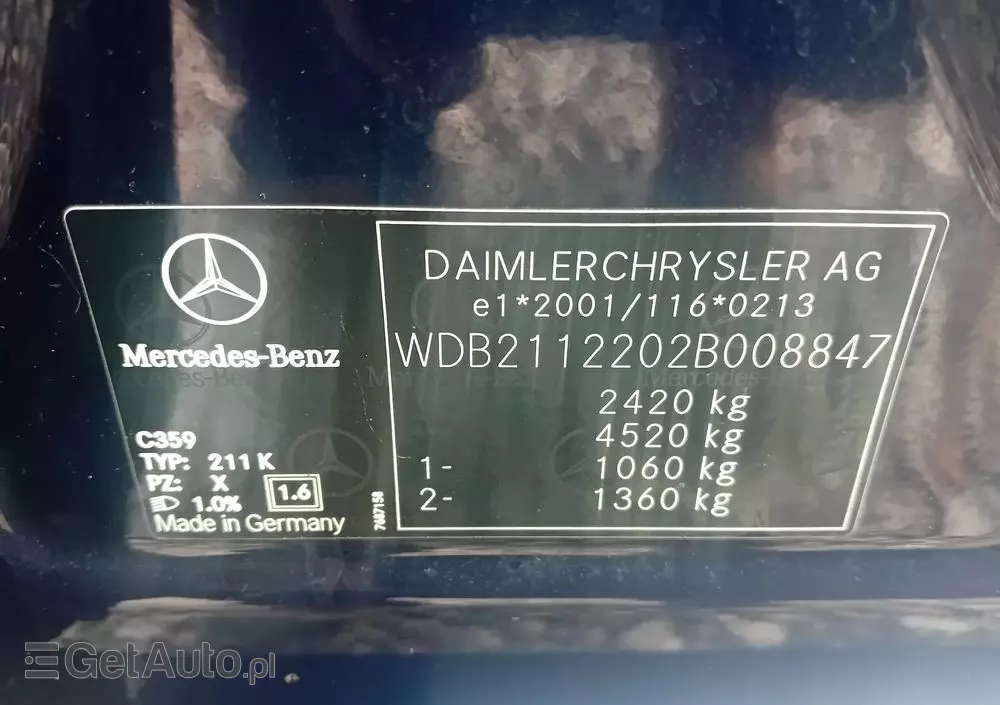 Mercedes-Benz
C359
TYP: 211 K
PZ: X
1.0% 1.6
Made in Germany
7687158
DAIMLERCHRYSLER AG
e1*2001/116*0213
WDB2112202B008847
2420 kg
4520 kg
1- 1060 kg
2- 1360 kg
GetAuto.pl